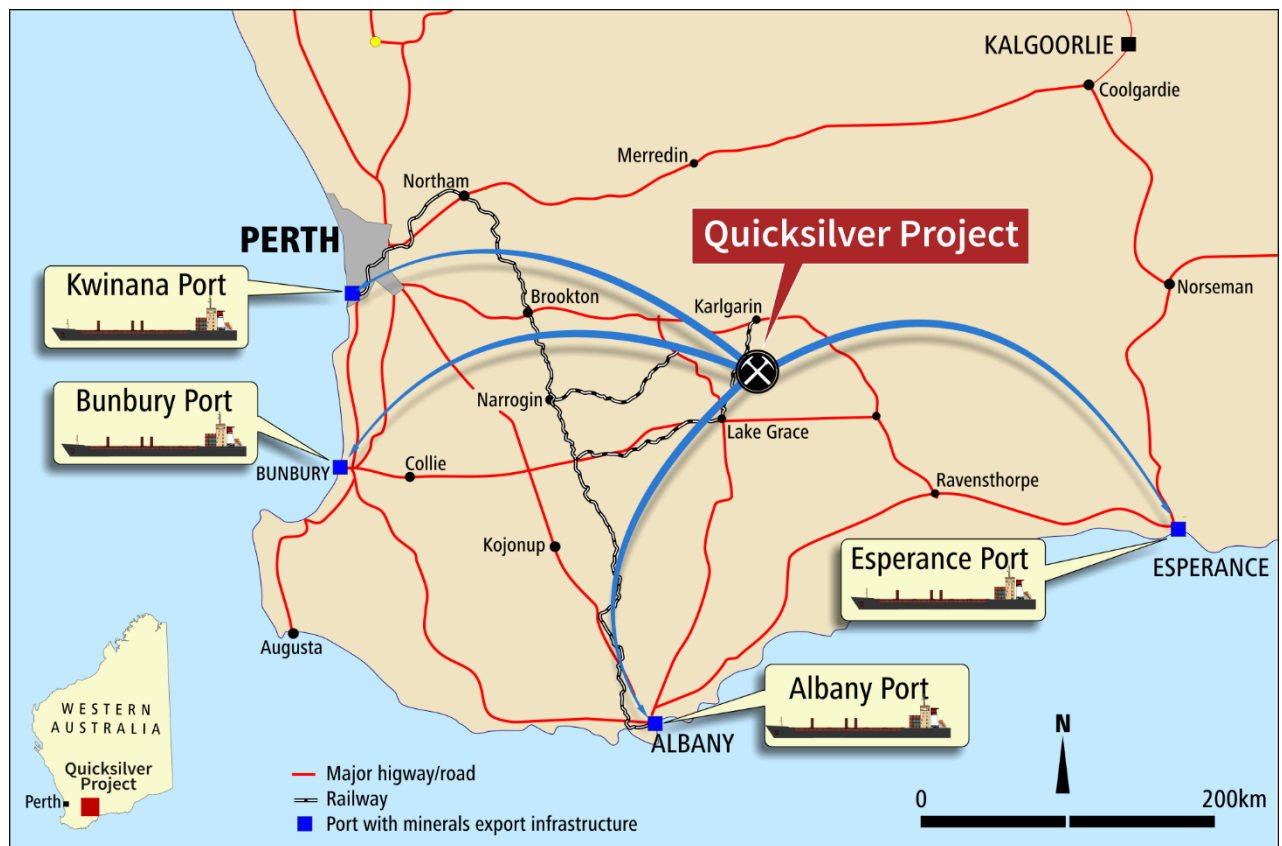 KALGOORLIE
Coolgardie
Merredin
Northam
PERTH
Quicksilver Project
Kwinana Port
Norseman
Brookton
Karlgarin
Bunbury Port
Narrogin
Lake Grace
BUNBURY
Collie
Ravensthorpe
Kojonup
Esperance Port
ESPERANCE
Augusta
Albany Port
ALBANY
WESTERN
AUSTRALIA
Quicksilver
Project
Perth
Major higway/road
Railway
Port with minerals export infrastructure
N
0 200km